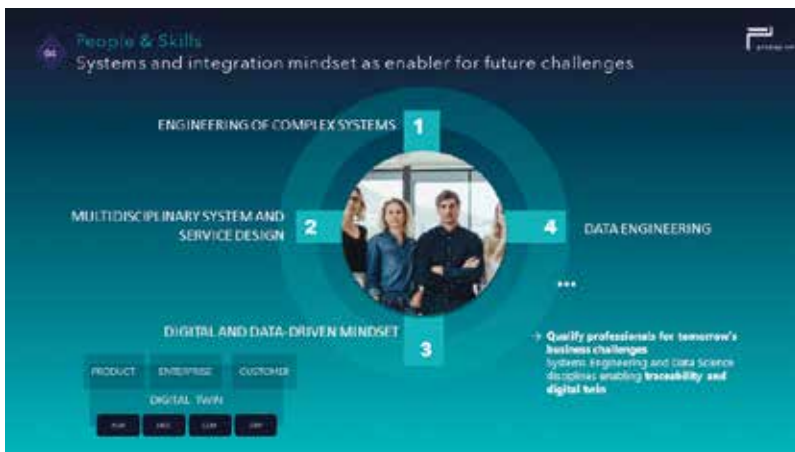 People & Skills
Systems and integration mindset as enabler for future challenges
ENGINEERING OF COMPLEX SYSTEMS
1
MULTIDISCIPLINARY SYSTEM AND
SERVICE DESIGN
2
4
DATA ENGINEERING
...
DIGITAL AND DATA-DRIVEN MINDSET
3
→ Qualify professionals for tomorrow's
business challenges
Systems Engineering and Data Science
disciplines enabling traceability and
digital twin
PRODUCT ENTERPRISE CUSTOMER
DIGITAL TWIN